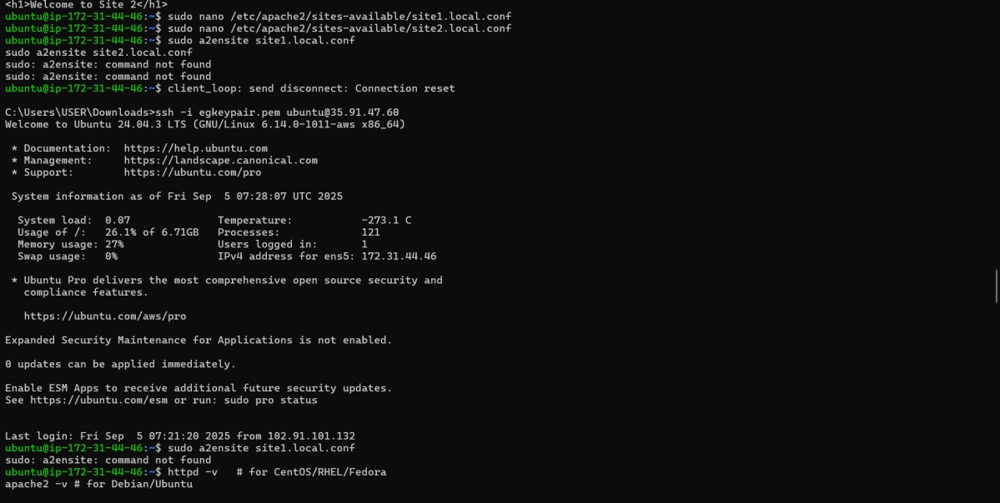 <h1>Welcome to Site 2</h1>
ubuntu@ip-172-31-44-46:~$ sudo nano /etc/apache2/sites-available/site1.local.conf
ubuntu@ip-172-31-44-46:~$ sudo nano /etc/apache2/sites-available/site2.local.conf
ubuntu@ip-172-31-44-46:~$ sudo a2ensite site1.local.conf
sudo a2ensite site2.local.conf
sudo: a2ensite: command not found
sudo: a2ensite: command not found
ubuntu@ip-172-31-44-46:~$ client_loop: send disconnect: Connection reset
C:\Users\USER\Downloads>ssh -i egkeypair.pem ubuntu@35.91.47.60
Welcome to Ubuntu 24.04.3 LTS (GNU/Linux 6.14.0-1011-aws x86_64)
* Documentation:  https://help.ubuntu.com
* Management:     https://landscape.canonical.com
* Support:        https://ubuntu.com/pro
System information as of Fri Sep  5 07:28:07 UTC 2025
System load:  0.07              Temperature:           -273.1 C
Usage of /:   26.1% of 6.71GB   Processes:             121
Memory usage: 27%               Users logged in:       1
Swap usage:   0%                IPv4 address for ens5: 172.31.44.46
* Ubuntu Pro delivers the most comprehensive open source security and
compliance features.
https://ubuntu.com/aws/pro
Expanded Security Maintenance for Applications is not enabled.
0 updates can be applied immediately.
Enable ESM Apps to receive additional future security updates.
See https://ubuntu.com/esm or run: sudo pro status
Last login: Fri Sep  5 07:21:20 2025 from 102.91.101.132
ubuntu@ip-172-31-44-46:~$ sudo a2ensite site1.local.conf
sudo: a2ensite: command not found
ubuntu@ip-172-31-44-46:~$ httpd -v   # for CentOS/RHEL/Fedora
apache2 -v # for Debian/Ubuntu